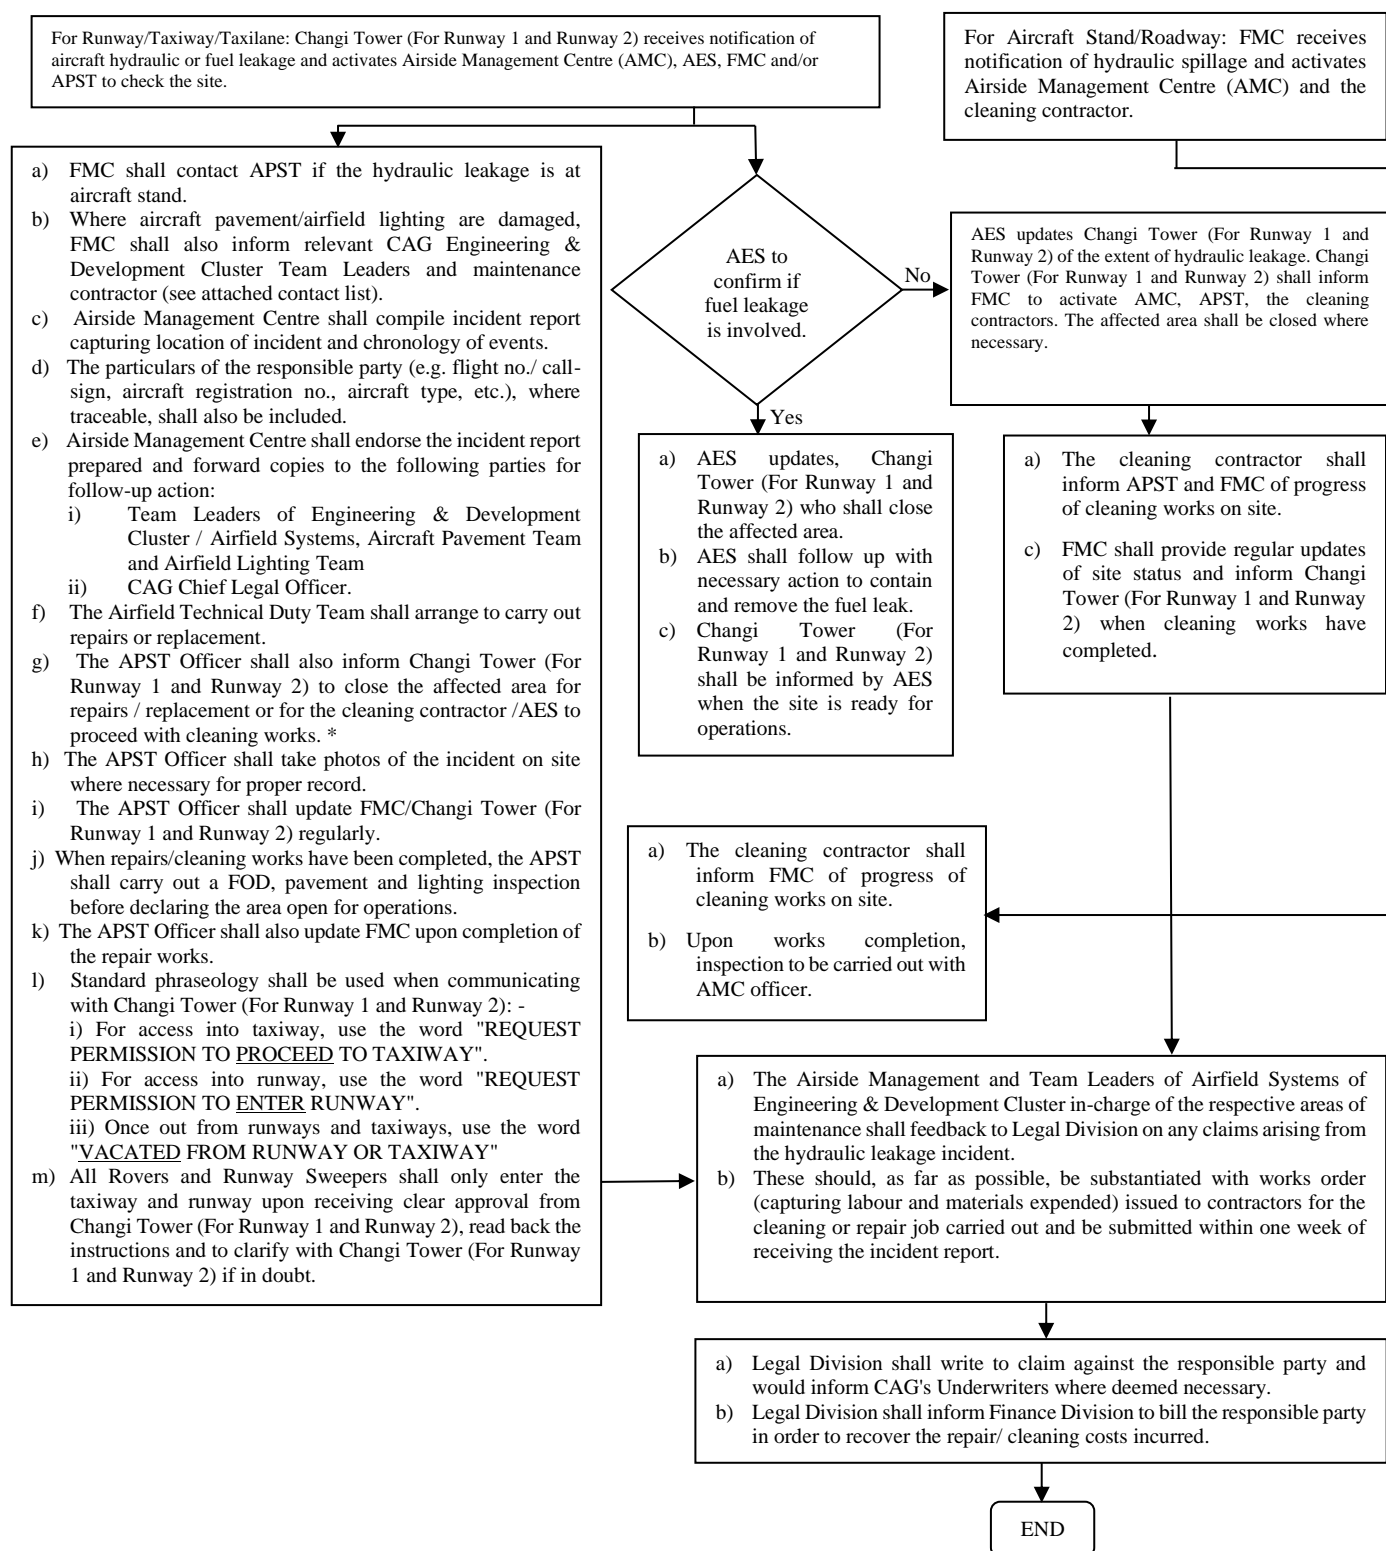 For Runway/Taxiway/Taxilane: Changi Tower (For Runway 1 and Runway 2) receives notification of
aircraft hydraulic or fuel leakage and activates Airside Management Centre (AMC), AES, FMC and/or
APST to check the site.
For Aircraft Stand/Roadway: FMC receives
notification of hydraulic spillage and activates
Airside Management Centre (AMC) and the
cleaning contractor.
a) FMC shall contact APST if the hydraulic leakage is at
aircraft stand.
b) Where aircraft pavement/airfield lighting are damaged,
FMC shall also inform relevant CAG Engineering &
Development Cluster Team Leaders and maintenance
contractor (see attached contact list).
c) Airside Management Centre shall compile incident report
capturing location of incident and chronology of events.
d) The particulars of the responsible party (e.g. flight no./ call-
sign, aircraft registration no., aircraft type, etc.), where
traceable, shall also be included.
e) Airside Management Centre shall endorse the incident report
prepared and forward copies to the following parties for
follow-up action:
i) Team Leaders of Engineering & Development
Cluster / Airfield Systems, Aircraft Pavement Team
and Airfield Lighting Team
ii) CAG Chief Legal Officer.
f) The Airfield Technical Duty Team shall arrange to carry out
repairs or replacement.
g) The APST Officer shall also inform Changi Tower (For
Runway 1 and Runway 2) to close the affected area for
repairs / replacement or for the cleaning contractor /AES to
proceed with cleaning works. *
h) The APST Officer shall take photos of the incident on site
where necessary for proper record.
i) The APST Officer shall update FMC/Changi Tower (For
Runway 1 and Runway 2) regularly.
j) When repairs/cleaning works have been completed, the APST
shall carry out a FOD, pavement and lighting inspection
before declaring the area open for operations.
k) The APST Officer shall also update FMC upon completion of
the repair works.
l) Standard phraseology shall be used when communicating
with Changi Tower (For Runway 1 and Runway 2): -
i) For access into taxiway, use the word "REQUEST
PERMISSION TO PROCEED TO TAXIWAY".
ii) For access into runway, use the word "REQUEST
PERMISSION TO ENTER RUNWAY".
iii) Once out from runways and taxiways, use the word
"VACATED FROM RUNWAY OR TAXIWAY"
m) All Rovers and Runway Sweepers shall only enter the
taxiway and runway upon receiving clear approval from
Changi Tower (For Runway 1 and Runway 2), read back the
instructions and to clarify with Changi Tower (For Runway
1 and Runway 2) if in doubt.
AES to
confirm if
fuel leakage
is involved.
No
Yes
AES updates Changi Tower (For Runway 1 and
Runway 2) of the extent of hydraulic leakage. Changi
Tower (For Runway 1 and Runway 2) shall inform
FMC to activate AMC, APST, the cleaning
contractors. The affected area shall be closed where
necessary.
a) AES updates, Changi
Tower (For Runway 1 and
Runway 2) who shall close
the affected area.
b) AES shall follow up with
necessary action to contain
and remove the fuel leak.
c) Changi Tower (For
Runway 1 and Runway 2)
shall be informed by AES
when the site is ready for
operations.
a) The cleaning contractor shall
inform APST and FMC of progress
of cleaning works on site.
c) FMC shall provide regular updates
of site status and inform Changi
Tower (For Runway 1 and Runway
2) when cleaning works have
completed.
a) The cleaning contractor shall
inform FMC of progress of
cleaning works on site.
b) Upon works completion,
inspection to be carried out with
AMC officer.
a) The Airside Management and Team Leaders of Airfield Systems of
Engineering & Development Cluster in-charge of the respective areas of
maintenance shall feedback to Legal Division on any claims arising from
the hydraulic leakage incident.
b) These should, as far as possible, be substantiated with works order
(capturing labour and materials expended) issued to contractors for the
cleaning or repair job carried out and be submitted within one week of
receiving the incident report.
a) Legal Division shall write to claim against the responsible party and
would inform CAG's Underwriters where deemed necessary.
b) Legal Division shall inform Finance Division to bill the responsible party
in order to recover the repair/ cleaning costs incurred.
END